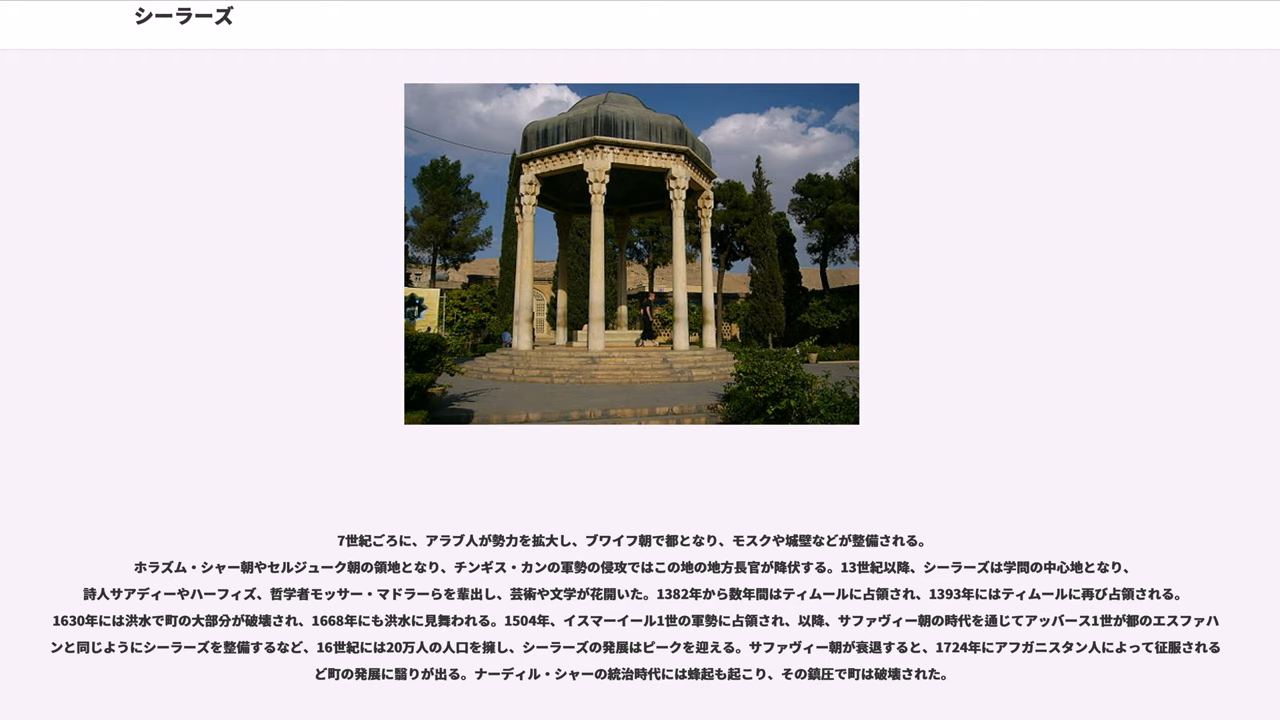 シーラーズ
7世紀ごろに、アラブ人が勢力を拡大し、ブワイフ朝で都となり、モスクや城壁などが整備される。
ホラズム・シャー朝やセルジューク朝の領地となり、チンギス・カンの軍勢の侵攻ではこの地の地方長官が降伏する。13世紀以降、シーラーズは学問の中心地となり、
詩人サアディーやハーフィズ、哲学者モッサー・マドラーらを輩出し、芸術や文学が花開いた。1382年から数年間はティムールに占領され、1393年にはティムールに再び占領される。
1630年には洪水で町の大部分が破壊され、1668年にも洪水に見舞われる。1504年、イスマーイール1世の軍勢に占領され、以降、サファヴィー朝の時代を通じてアッバース1世が都のエスファハ
ンと同じようにシーラーズを整備するなど、16世紀には20万人の人口を擁し、シーラーズの発展はピークを迎える。サファヴィー朝が衰退すると、1724年にアフガニスタン人によって征服される
ど町の発展に翳りが出る。ナーディル・シャーの統治時代には蜂起も起こり、その鎮圧で町は破壊された。